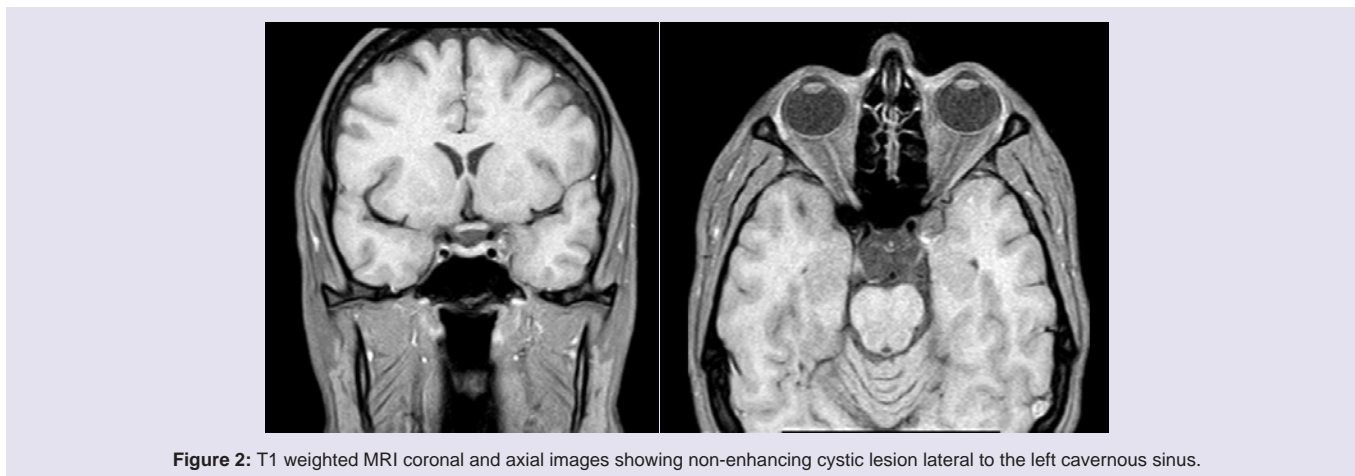 Figure 2: T1 weighted MRI coronal and axial images showing non-enhancing cystic lesion lateral to the left cavernous sinus.